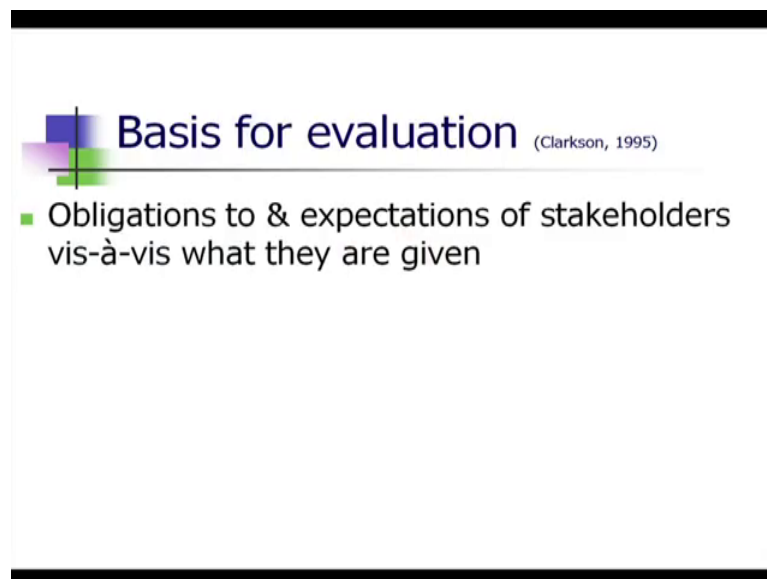 Basis for evaluation (Clarkson, 1995)
Obligations to & expectations of stakeholders
vis-à-vis what they are given